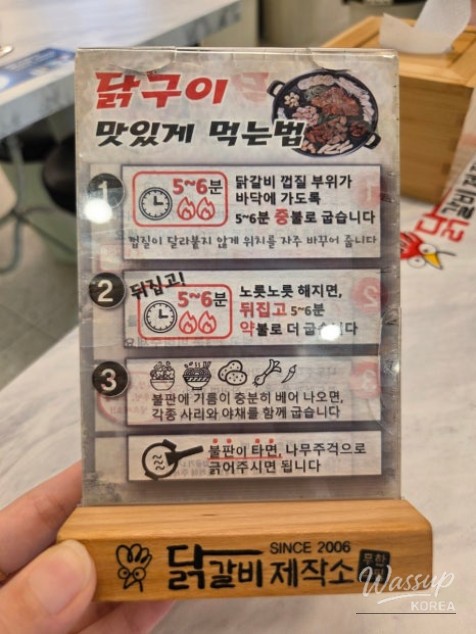 닭구이
맛있게 먹는법
1
5~6분
닭갈비 껍질 부위가
바닥에 가도록
5~6분 중불로 굽습니다
껍질이 달라붙지 않게 위치를 자주 바꾸어 줍니다
2
뒤집고!
5~6분
노릇노릇 해지면,
뒤집고 5~6분
약불로 더 굽습니다
3
불판에 기름이 충분히 베어 나오면,
각종 사리와 야채를 함께 굽습니다
불판이 타면, 나무주걱으로
긁어주시면 됩니다
SINCE 2006
닭갈비 제작소
Wassup
KOREA